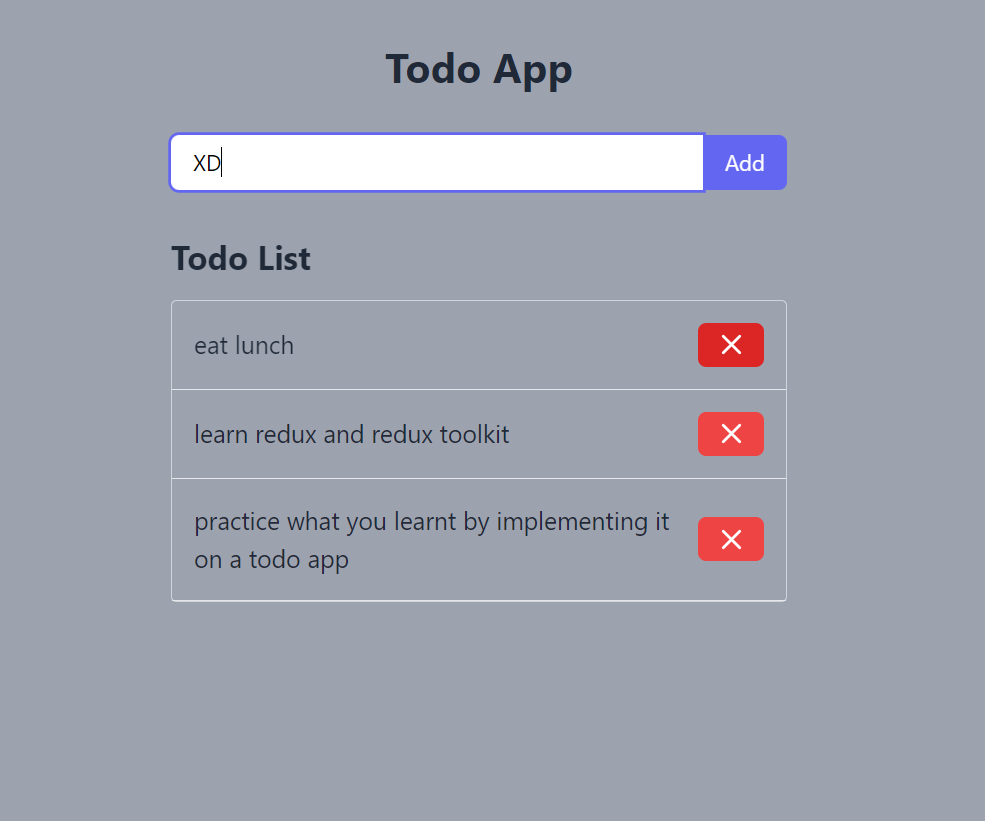 Todo App
XD
Add
Todo List
eat lunch
learn redux and redux toolkit
practice what you learnt by implementing it
on a todo app